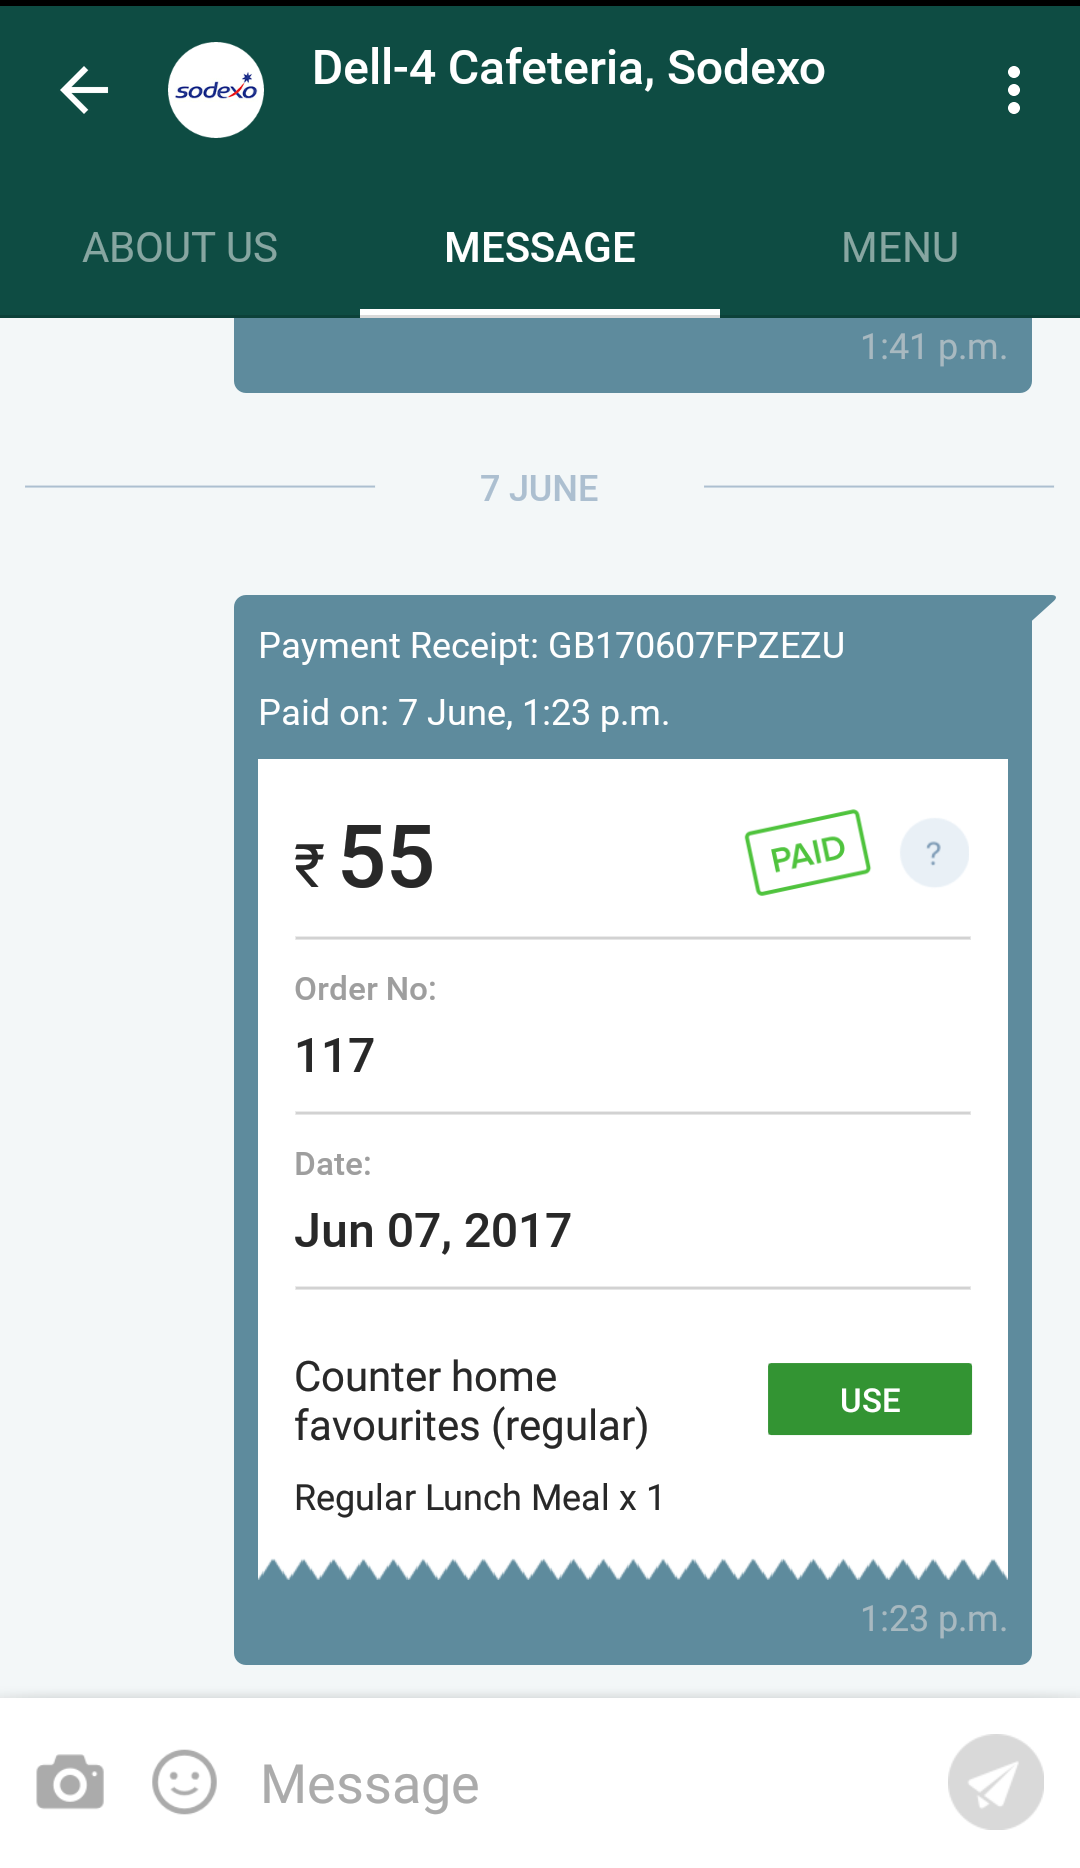 sodexo
Dell-4 Cafeteria, Sodexo
ABOUT US
MESSAGE
MENU
1:41 p.m.
7 JUNE
Payment Receipt: GB170607FPZEZU
Paid on: 7 June, 1:23 p.m.
₹ 55
PAID
?
Order No:
117
Date:
Jun 07, 2017
Counter home
favourites (regular)
USE
Regular Lunch Meal x 1
1:23 p.m.
Message